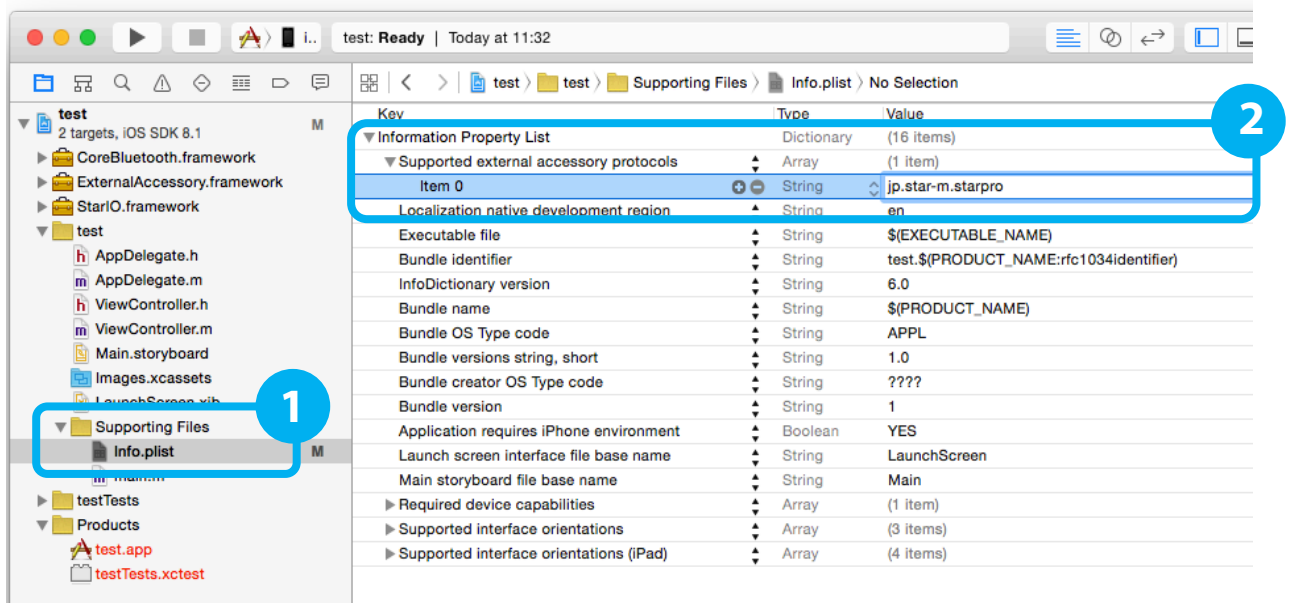 i.. test: Ready | Today at 11:32
test test Supporting Files Info.plist No Selection
test
2 targets, iOS SDK 8.1 M
CoreBluetooth.framework
ExternalAccessory.framework
StarIO.framework
test
h AppDelegate.h
m AppDelegate.m
h ViewController.h
m ViewController.m
Main.storyboard
Images.xcassets
LaunchScreen.xib
1
Supporting Files
Info.plist M
m main.m
testTests
Products
test.app
testTests.xctest
Key Type Value
2
Information Property List Dictionary (16 items)
Supported external accessory protocols Array (1 item)
Item 0 String jp.star-m.starpro
Localization native development region String en
Executable file String $(EXECUTABLE_NAME)
Bundle identifier String test.$(PRODUCT_NAME:rfc1034identifier)
InfoDictionary version String 6.0
Bundle name String $(PRODUCT_NAME)
Bundle OS Type code String APPL
Bundle versions string, short String 1.0
Bundle creator OS Type code String ????
Bundle version String 1
Application requires iPhone environment Boolean YES
Launch screen interface file base name String LaunchScreen
Main storyboard file base name String Main
Required device capabilities Array (1 item)
Supported interface orientations Array (3 items)
Supported interface orientations (iPad) Array (4 items)